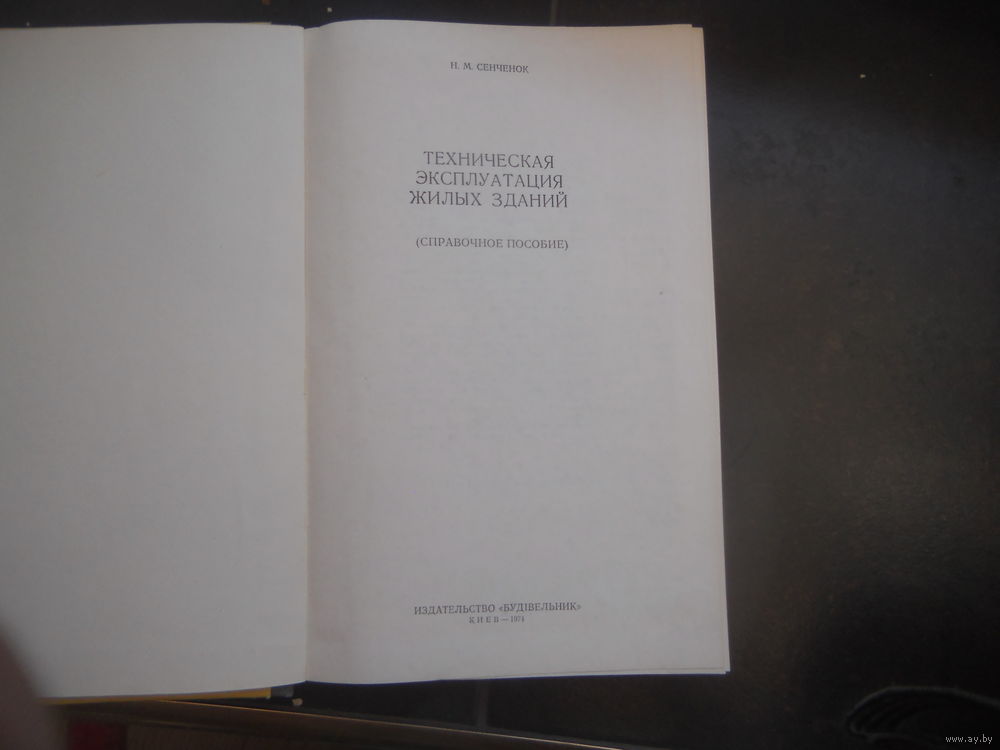 Н. М. СЕНЧЕНОК
ТЕХНИЧЕСКАЯ
ЭКСПЛУАТАЦИЯ
ЖИЛЫХ ЗДАНИЙ
(СПРАВОЧНОЕ ПОСОБИЕ)
ИЗДАТЕЛЬСТВО «БУДІВЕЛЬНИК»
КИЕВ — 1974
www.ay.by